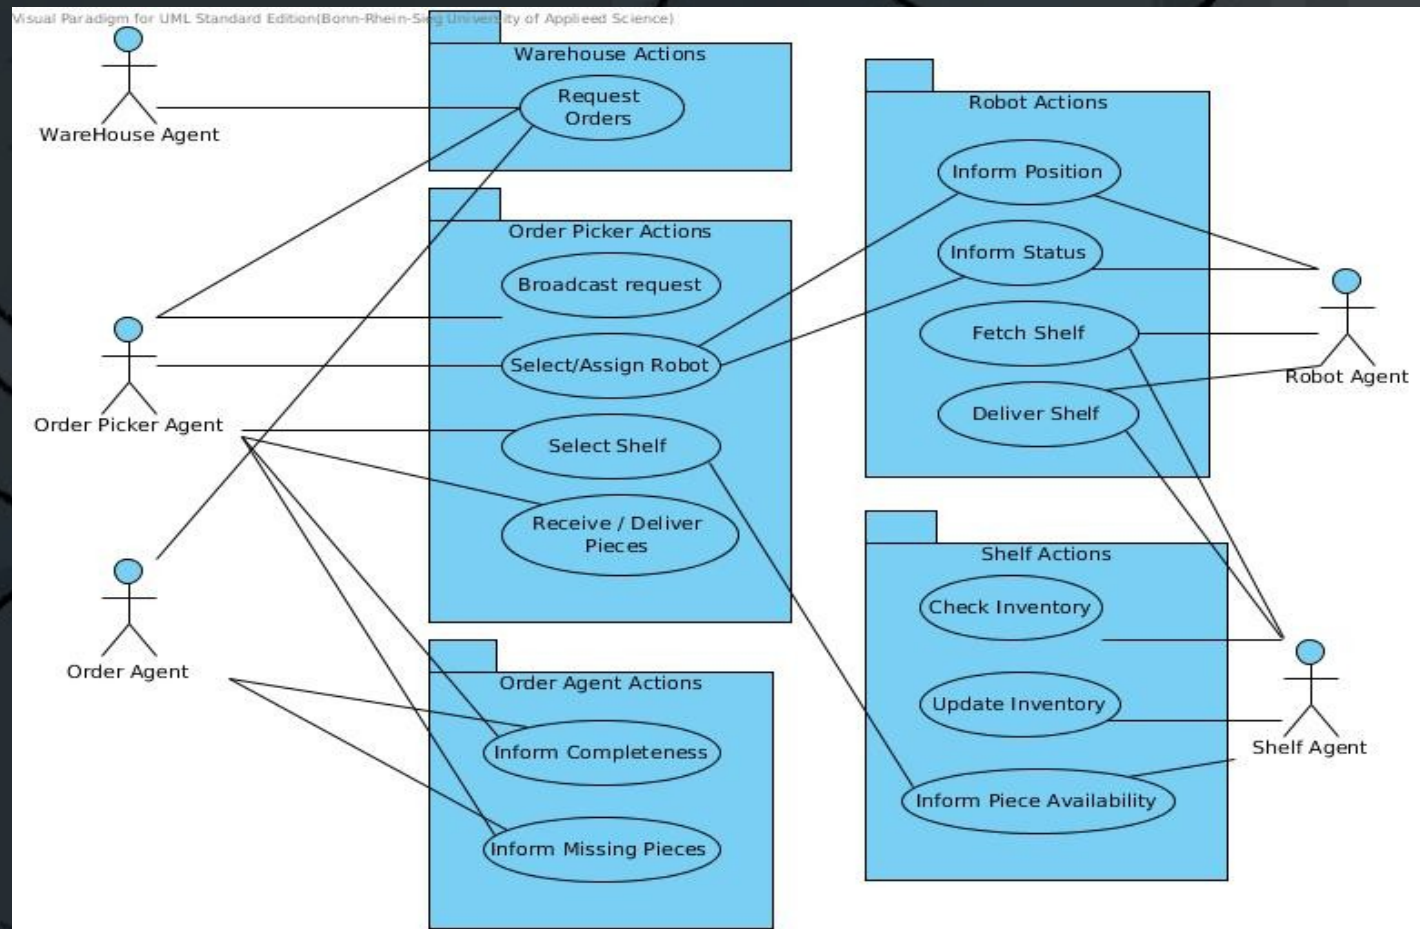 Visual Paradigm for UML Standard Edition(Bonn-Rhein-Sieg University of Applieed Science)
WareHouse Agent
Warehouse Actions
Request
Orders
Order Picker Agent
Order Picker Actions
Broadcast request
Select/Assign Robot
Select Shelf
Receive / Deliver
Pieces
Order Agent
Order Agent Actions
Inform Completeness
Inform Missing Pieces
Robot Actions
Inform Position
Inform Status
Fetch Shelf
Deliver Shelf
Robot Agent
Shelf Actions
Check Inventory
Update Inventory
Inform Piece Availability
Shelf Agent